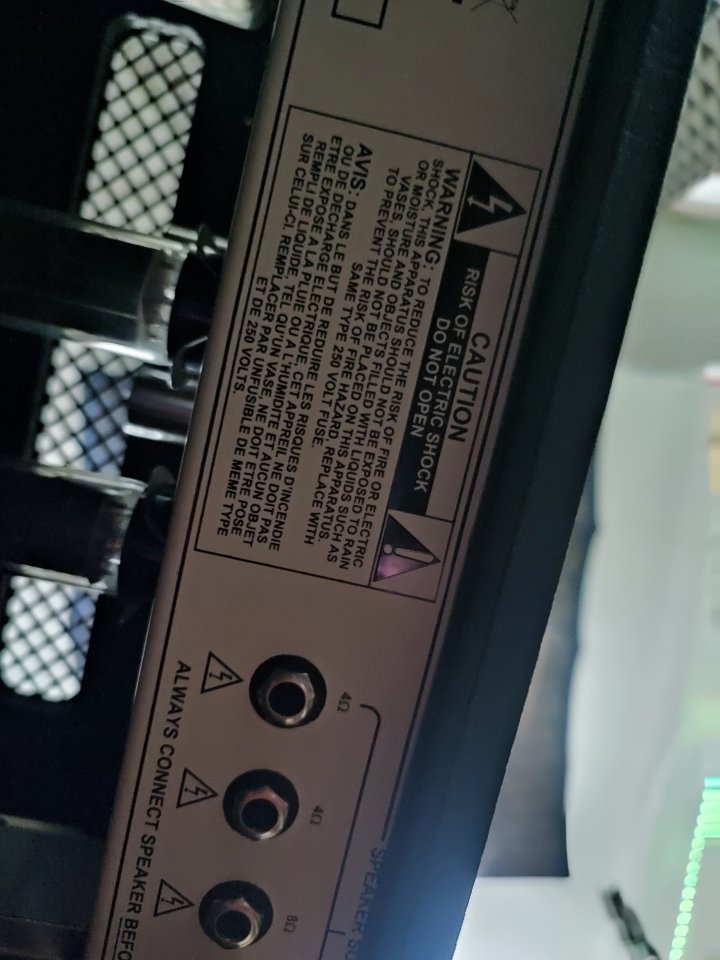 CAUTION
RISK OF ELECTRIC SHOCK
DO NOT OPEN
WARNING: TO REDUCE THE RISK OF FIRE OR ELECTRIC
SHOCK, THIS APPARATUS SHOULD NOT BE EXPOSED TO RAIN
OR MOISTURE AND OBJECTS FILLED WITH LIQUIDS SUCH AS
VASES, SHOULD NOT BE PLACED ON THIS APPARATUS.
TO PREVENT THE RISK OF FIRE HAZARD, REPLACE WITH
SAME TYPE 250 VOLT FUSE.
AVIS: DANS LE BUT DE REDUIRE LES RISQUES D'INCENDIE
OU DE DECHARGE ELECTRIQUE, CET APPREIL NE DOIT PAS
ETRE EXPOSE A LA PLUIE OU A L'HUMIDITE ET AUCUN OBJET
REMPLI DE LIQUIDE, TEL QU'UN VASE, NE DOIT ETRE POSE
SUR CELUI-CI. REMPLACER PAR UN FUSIBLE DE MEME TYPE
ET DE 250 VOLTS.
SPEAKER
4Ω 4Ω 8Ω
ALWAYS CONNECT SPEAKER